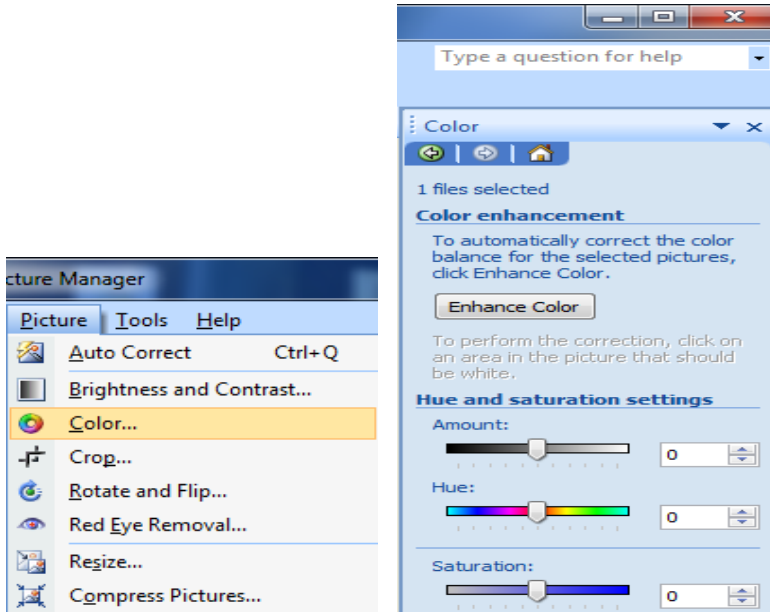 cture Manager
Picture Tools Help
Auto Correct Ctrl+Q
Brightness and Contrast...
Color...
Crop...
Rotate and Flip...
Red Eye Removal...
Resize...
Compress Pictures...
Type a question for help
Color
1 files selected
Color enhancement
To automatically correct the color
balance for the selected pictures,
click Enhance Color.
Enhance Color
To perform the correction, click on
an area in the picture that should
be white.
Hue and saturation settings
Amount:
0
Hue:
0
Saturation:
0